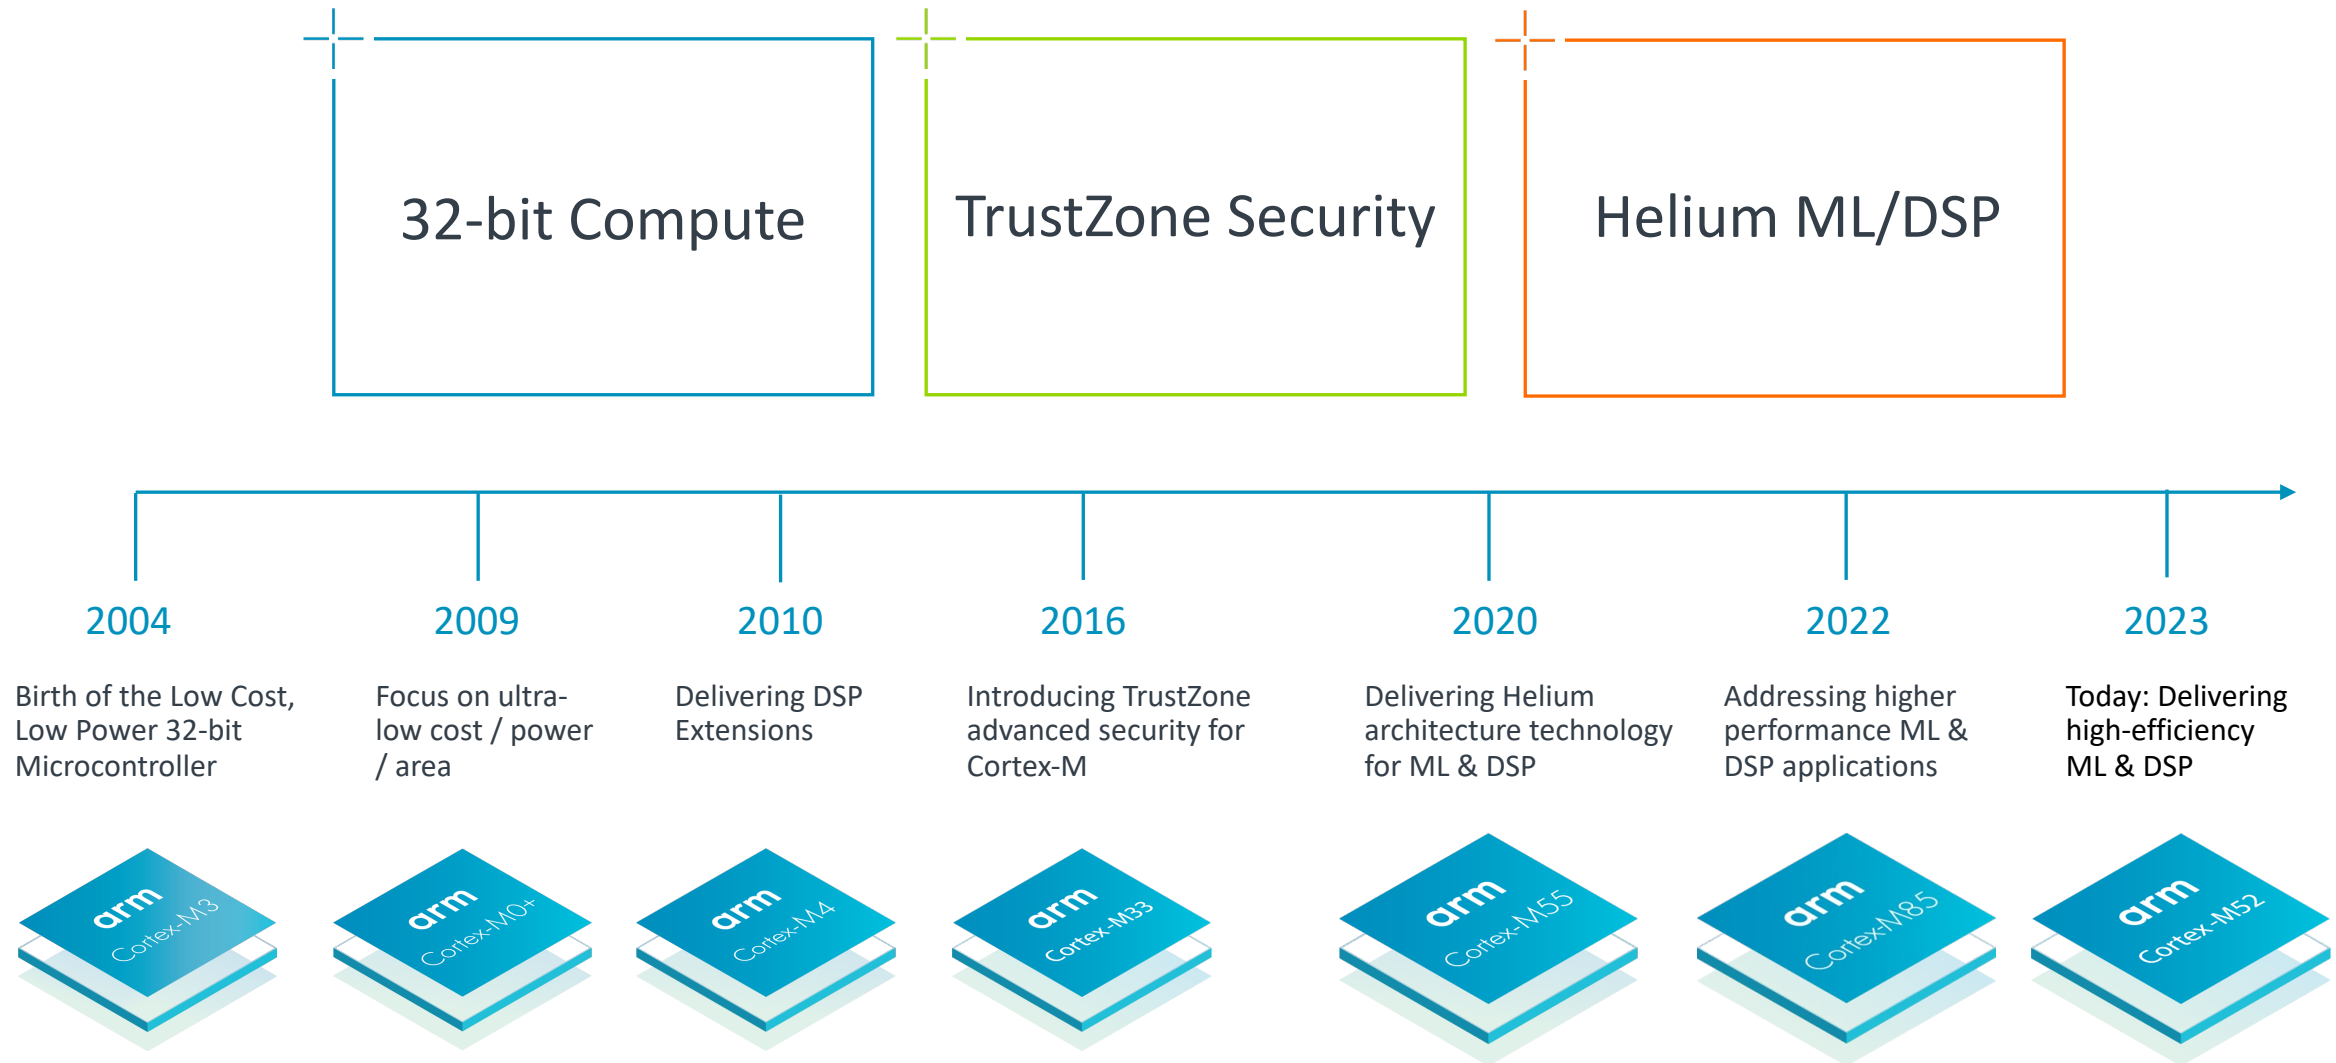 32-bit Compute
TrustZone Security
Helium ML/DSP
2004
2009
2010
2016
2020
2022
2023
Birth of the Low Cost,
Low Power 32-bit
Microcontroller
Focus on ultra-
low cost / power
/ area
Delivering DSP
Extensions
Introducing TrustZone
advanced security for
Cortex-M
Delivering Helium
architecture technology
for ML & DSP
Addressing higher
performance ML &
DSP applications
Today: Delivering
high-efficiency
ML & DSP
arm
Cortex-M3
arm
Cortex-M0+
arm
Cortex-M4
arm
Cortex-M33
arm
Cortex-M55
arm
Cortex-M85
arm
Cortex-M52